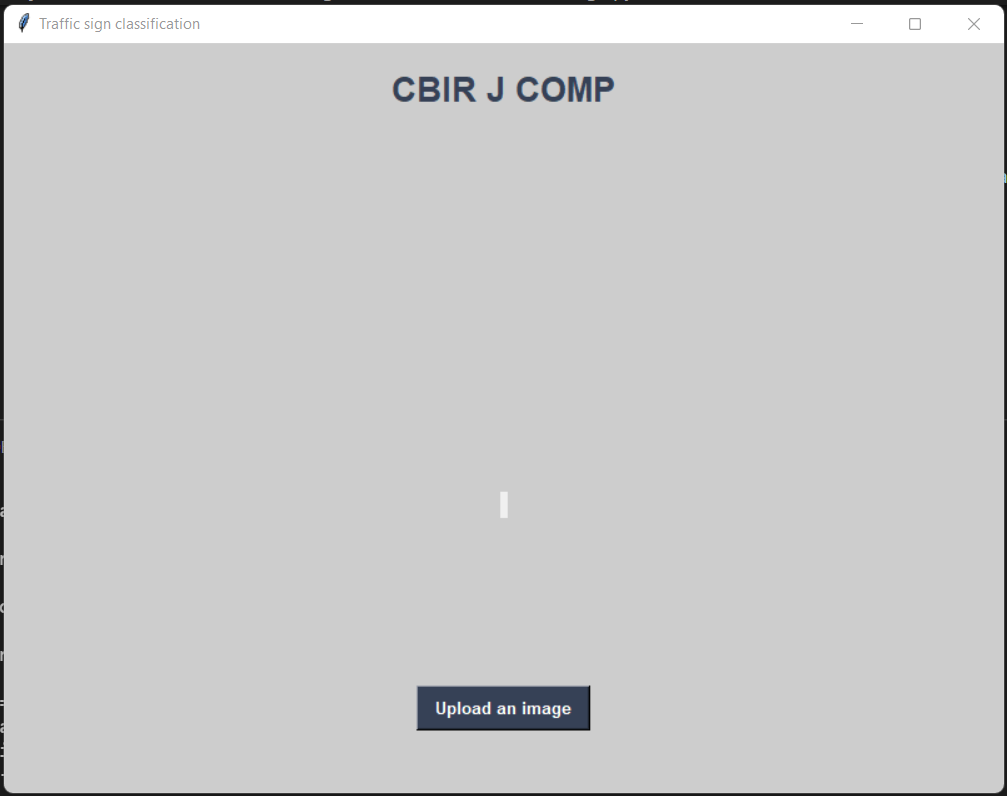 Traffic sign classification
CBIR J COMP
Upload an image